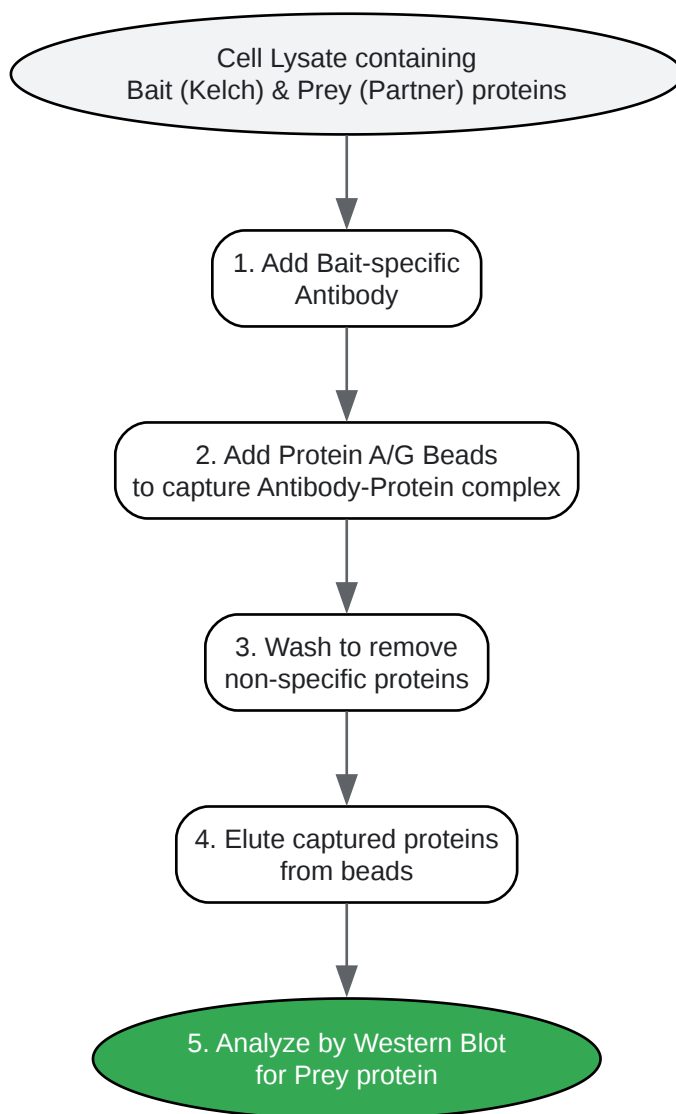 Cell Lysate containing
Bait (Kelch) & Prey (Partner) proteins
1. Add Bait-specific
Antibody
2. Add Protein A/G Beads
to capture Antibody-Protein complex
3. Wash to remove
non-specific proteins
4. Elute captured proteins
from beads
5. Analyze by Western Blot
for Prey protein